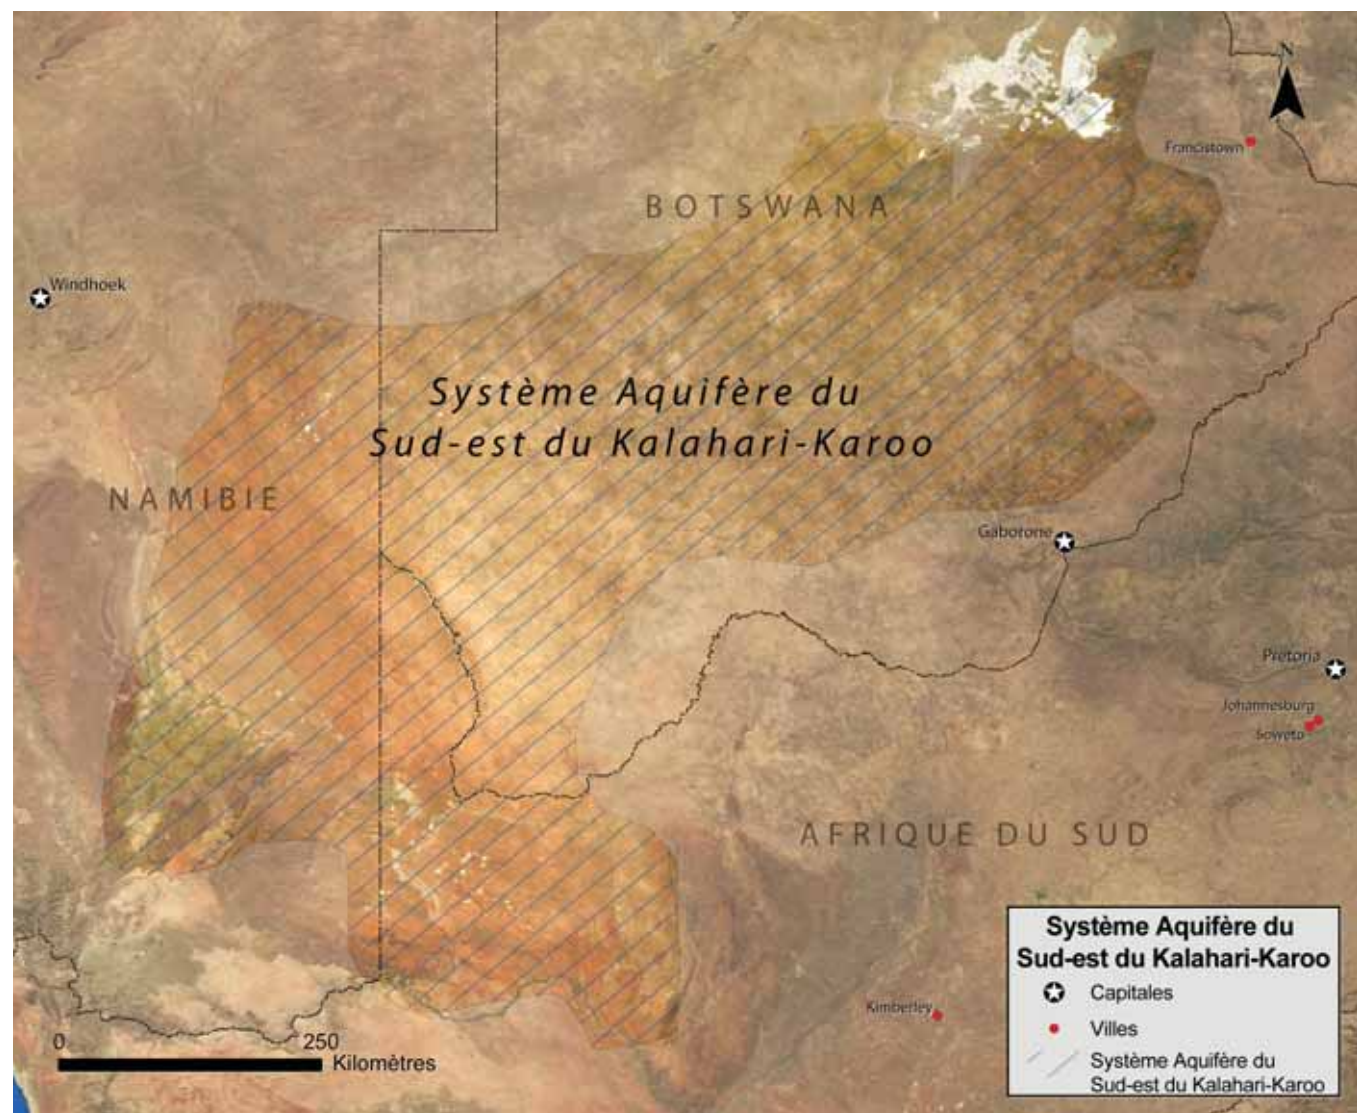 N
Francistown
BOTSWANA
Windhoek
Système Aquifère du
Sud-est du Kalahari-Karoo
NAMIBIE
Gaborone
Pretoria
Johannesburg
Soweto
AFRIQUE DU SUD
Kimberley
0 250
Kilomètres
Système Aquifère du
Sud-est du Kalahari-Karoo
Capitales
Villes
Système Aquifère du
Sud-est du Kalahari-Karoo